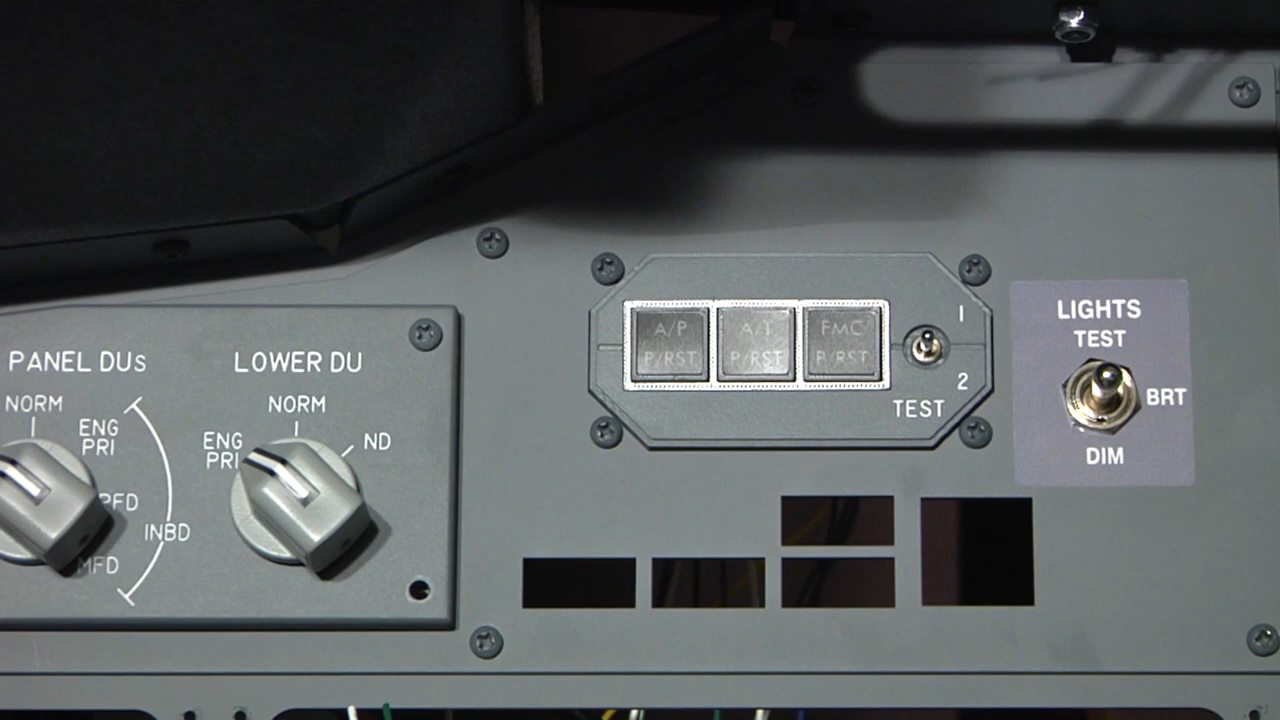 PANEL DUs
NORM
ENG
PRI
PFD
INBD
MFD
LOWER DU
NORM
ENG
PRI
ND
A/P
P/RST
A/T
P/RST
FMC
P/RST
1
2
TEST
LIGHTS
TEST
BRT
DIM